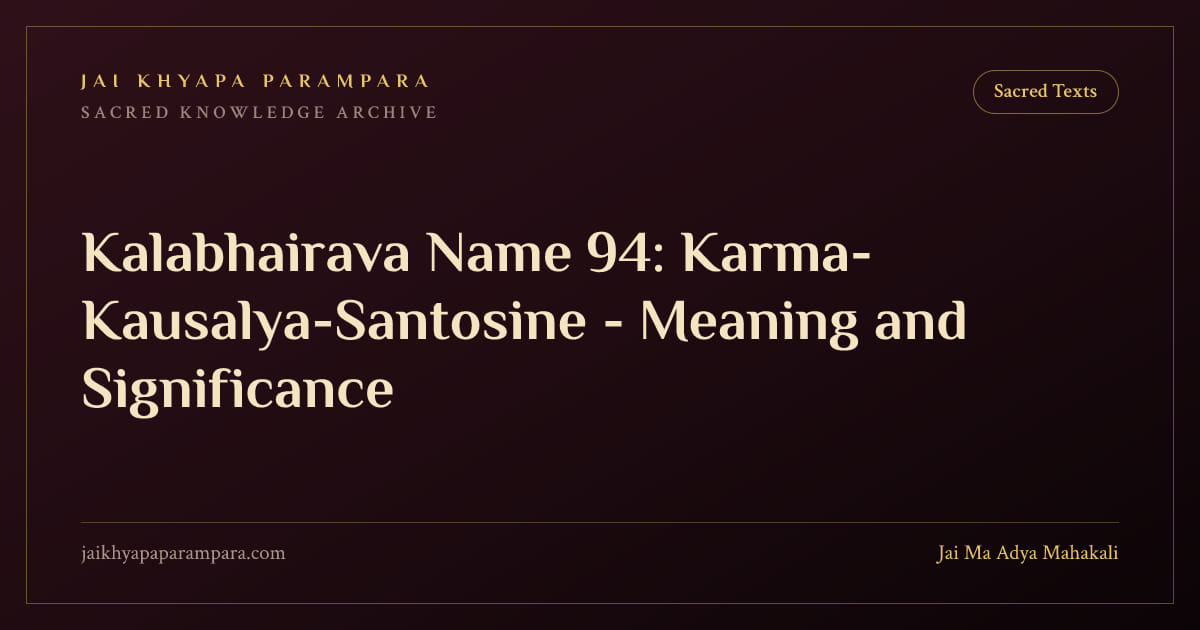 JAI KHYAPA PARAMPARA
SACRED KNOWLEDGE ARCHIVE
Sacred Texts
Kalabhairava Name 94: Karma-
Kausalya-Santosine - Meaning and
Significance
jaikhyapaparampara.com
Jai Ma Adya Mahakali